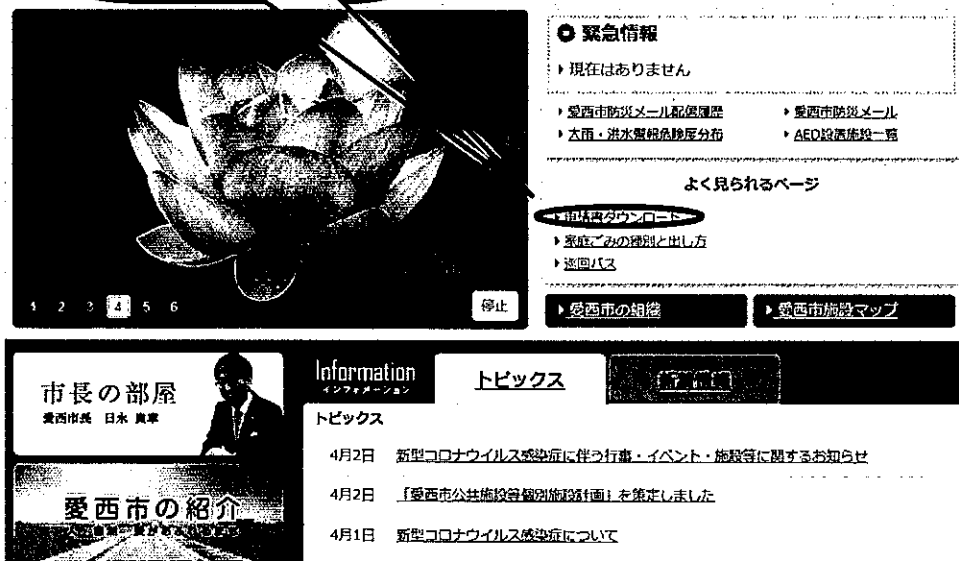 緊急情報
現在はありません
愛西市防災メール配信履歴
愛西市防災メール
大雨・洪水警報危険度分布
AED設置施設一覧
よく見られるページ
申請書ダウンロード
家庭ごみの種別と出し方
巡回バス
1 2 3 4 5 6
停止
愛西市の組織
愛西市施設マップ
市長の部屋
愛西市長 日永 貴章
Information
インフォメーション
トピックス
新着情報
トピックス
4月2日 新型コロナウイルス感染症に伴う行事・イベント・施設等に関するお知らせ
4月2日 「愛西市公共施設等個別施設計画」を策定しました
4月1日 新型コロナウイルス感染症について
愛西市の紹介